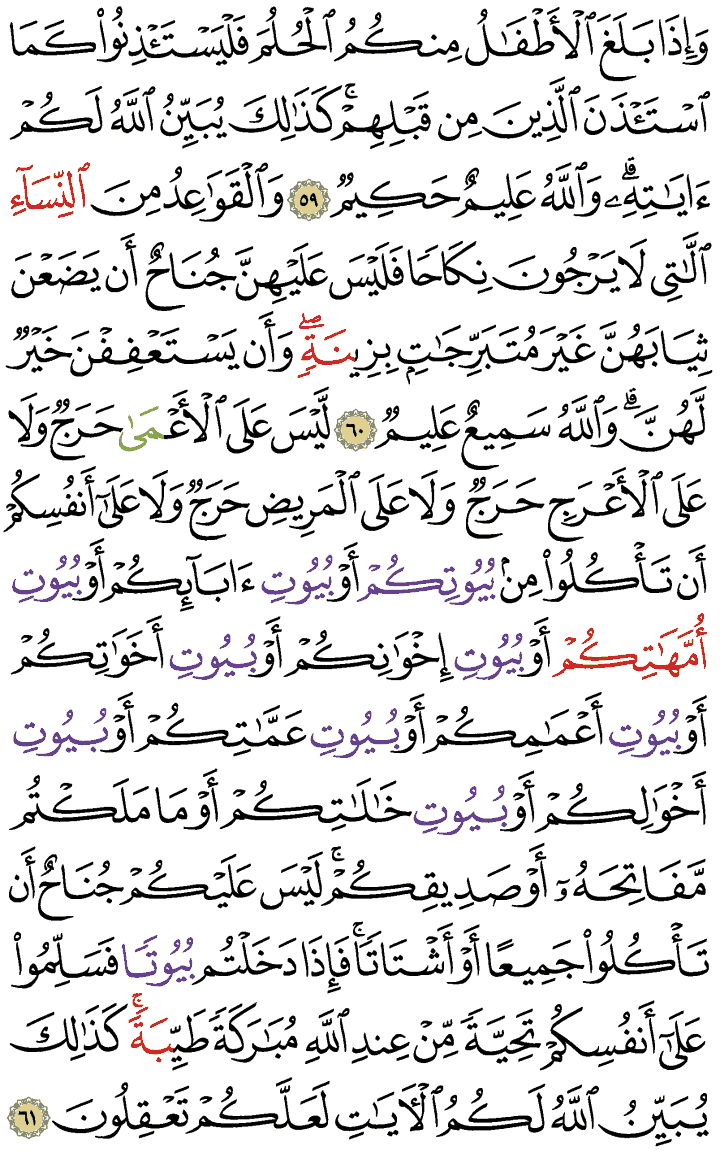 وَإِذَا بَلَغَ ٱلۡأَطۡفَٰلُ مِنكُمُ ٱلۡحُلُمَ فَلۡيَسۡتَـٔۡذِنُواْ كَمَا
ٱسۡتَـٔۡذَنَ ٱلَّذِينَ مِن قَبۡلِهِمۡۚ كَذَٰلِكَ يُبَيِّنُ ٱللَّهُ لَكُمۡ
ءَايَٰتِهِۦۗ وَٱللَّهُ عَلِيمٌ حَكِيمٞ ٥٩ وَٱلۡقَوَٰعِدُ مِنَ ٱلنِّسَآءِ
ٱلَّٰتِي لَا يَرۡجُونَ نِكَاحٗا فَلَيۡسَ عَلَيۡهِنَّ جُنَاحٌ أَن يَضَعۡنَ
ثِيَابَهُنَّ غَيۡرَ مُتَبَرِّجَٰتِۭ بِزِينَةٖۖ وَأَن يَسۡتَعۡفِفۡنَ خَيۡرٞ
لَّهُنَّۗ وَٱللَّهُ سَمِيعٌ عَلِيمٞ ٦٠ لَّيۡسَ عَلَى ٱلۡأَعۡمَىٰ حَرَجٞ وَلَا
عَلَى ٱلۡأَعۡرَجِ حَرَجٞ وَلَا عَلَى ٱلۡمَرِيضِ حَرَجٞ وَلَا عَلَىٰٓ أَنفُسِكُمۡ
أَن تَأۡكُلُواْ مِنۢ بُيُوتِكُمۡ أَوۡ بُيُوتِ ءَابَآئِكُمۡ أَوۡ بُيُوتِ
أُمَّهَٰتِكُمۡ أَوۡ بُيُوتِ إِخۡوَٰنِكُمۡ أَوۡ بُيُوتِ أَخَوَٰتِكُمۡ
أَوۡ بُيُوتِ أَعۡمَٰمِكُمۡ أَوۡ بُيُوتِ عَمَّٰتِكُمۡ أَوۡ بُيُوتِ
أَخۡوَٰلِكُمۡ أَوۡ بُيُوتِ خَٰلَٰتِكُمۡ أَوۡ مَا مَلَكۡتُم
مَّفَاتِحَهُۥٓ أَوۡ صَدِيقِكُمۡۚ لَيۡسَ عَلَيۡكُمۡ جُنَاحٌ أَن
تَأۡكُلُواْ جَمِيعًا أَوۡ أَشۡتَاتٗاۚ فَإِذَا دَخَلۡتُم بُيُوتٗا فَسَلِّمُواْ
عَلَىٰٓ أَنفُسِكُمۡ تَحِيَّةٗ مِّنۡ عِندِ ٱللَّهِ مُبَٰرَكَةٗ طَيِّبَةٗۚ كَذَٰلِكَ
يُبَيِّنُ ٱللَّهُ لَكُمُ ٱلۡأٓيَٰتِ لَعَلَّكُمۡ تَعۡقِلُونَ ٦١